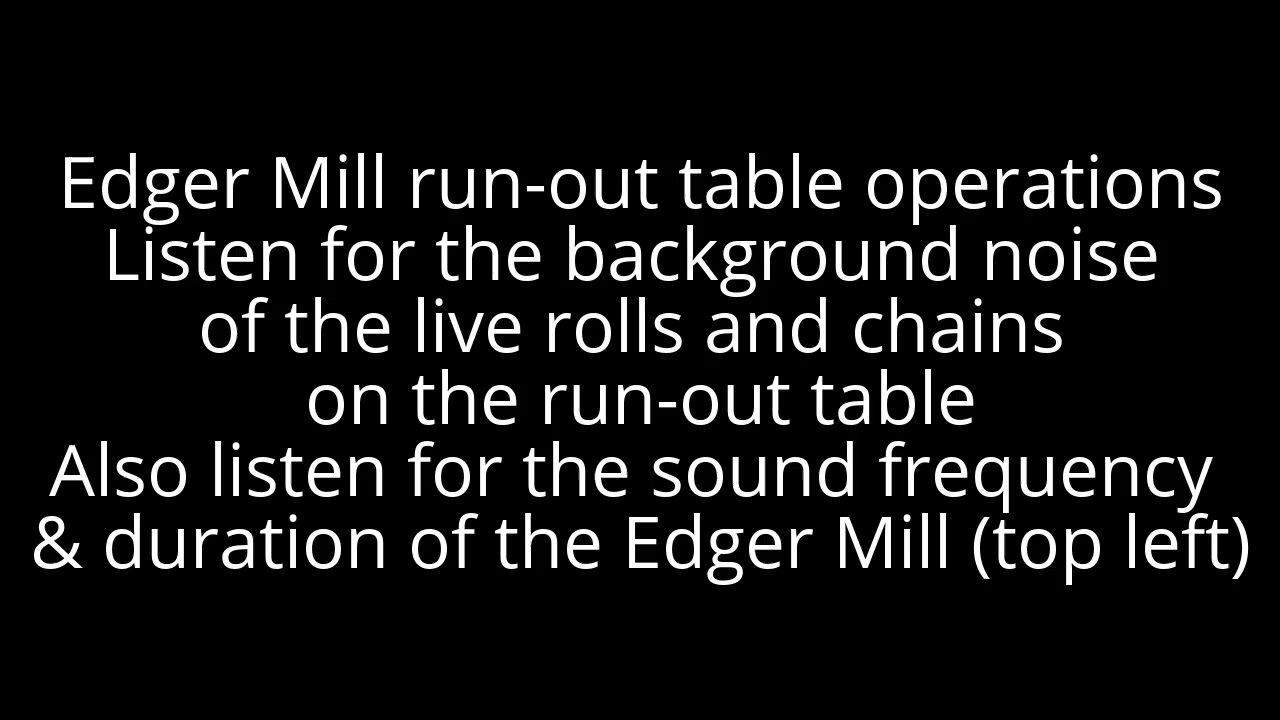 Edger Mill run-out table operations
Listen for the background noise
of the live rolls and chains
on the run-out table
Also listen for the sound frequency
& duration of the Edger Mill (top left)